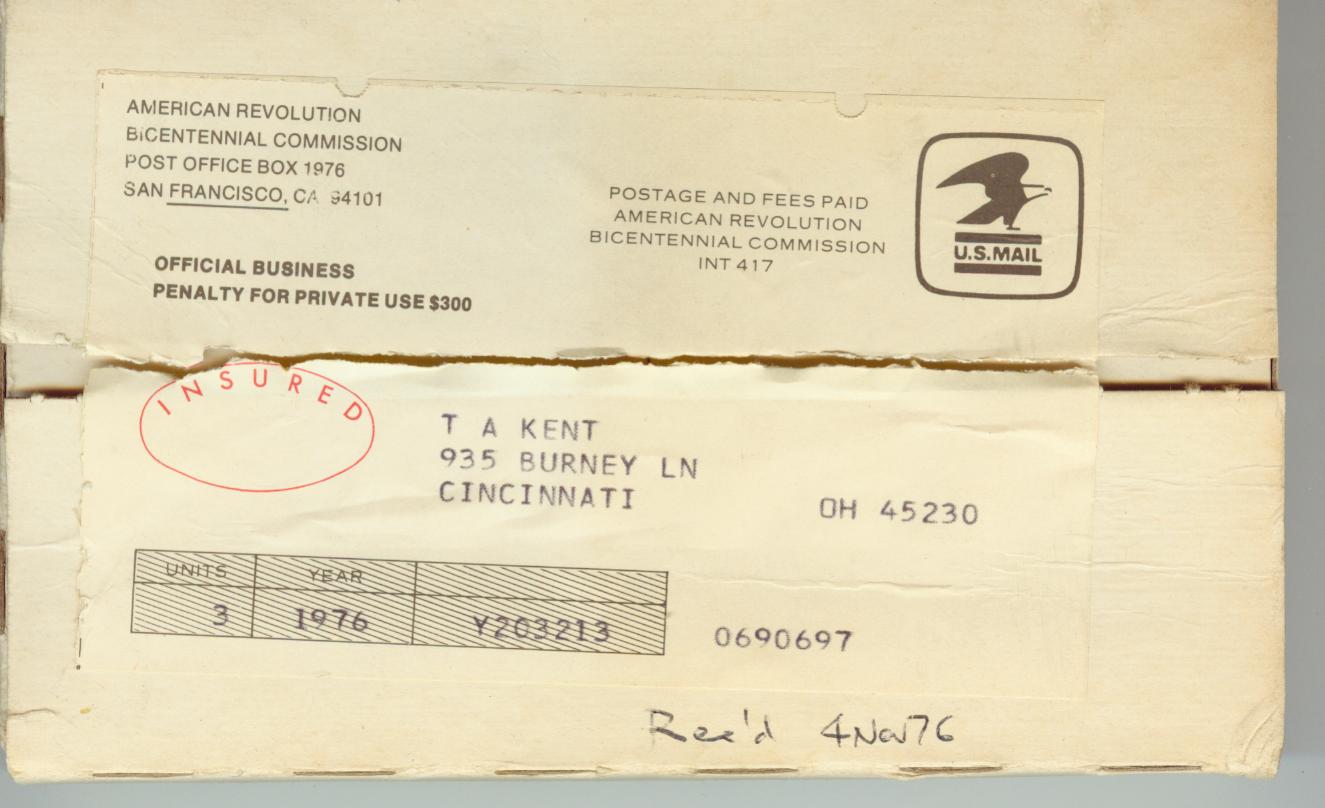 AMERICAN REVOLUTION
BICENTENNIAL COMMISSION
POST OFFICE BOX 1976
SAN FRANCISCO, CA 94101
OFFICIAL BUSINESS
PENALTY FOR PRIVATE USE $300
POSTAGE AND FEES PAID
AMERICAN REVOLUTION
BICENTENNIAL COMMISSION
INT 417
U.S.MAIL
INSURED
T A KENT
935 BURNEY LN
CINCINNATI OH 45230
UNITS YEAR
3 1976 Y203213 0690697
Rec'd 4Nov76